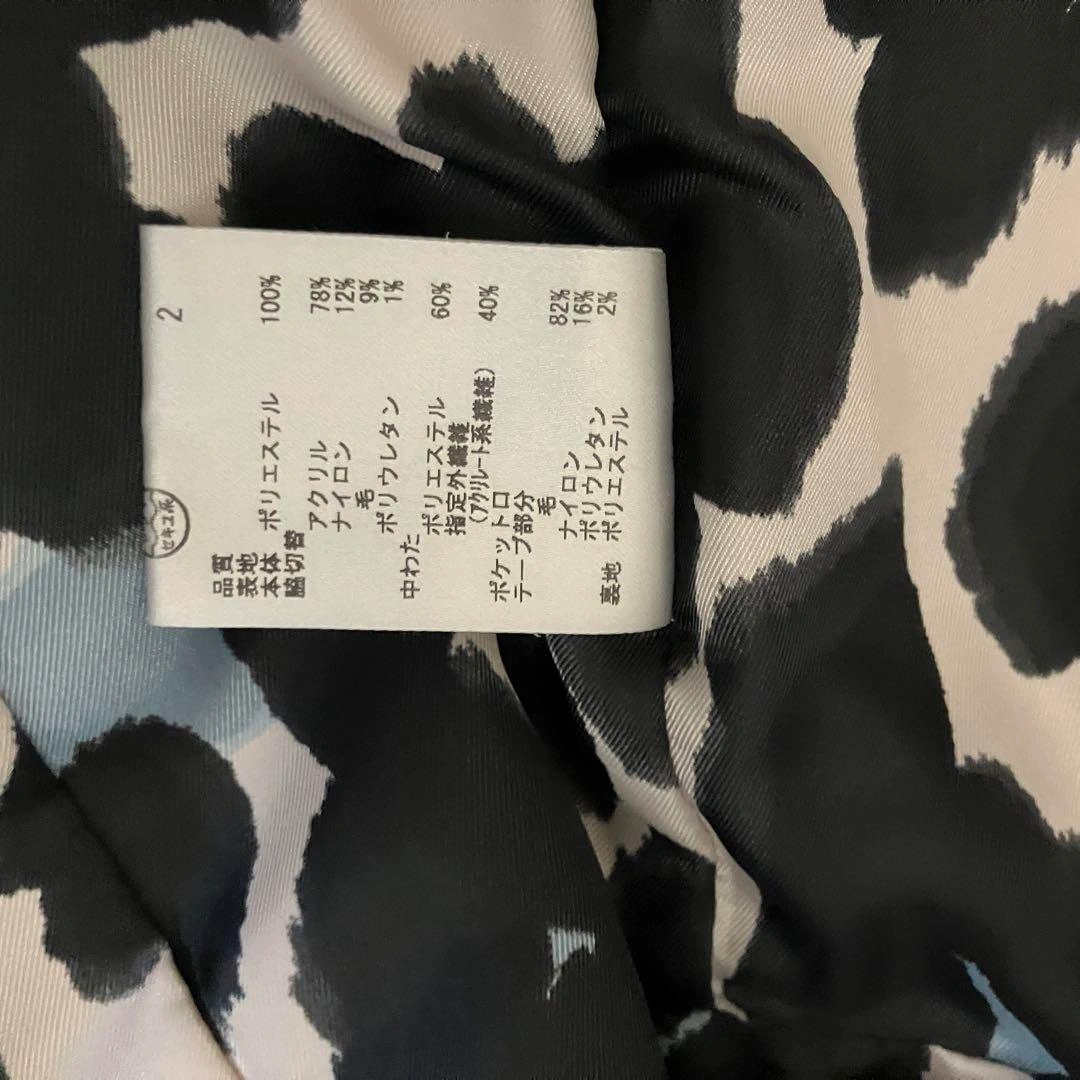 2
品質
表地
本体 ポリエステル 100%
脇切替
アクリル 78%
ナイロン 12%
毛 9%
ポリウレタン 1%
中わた
ポリエステル 60%
指定外繊維
(アクリレート系繊維) 40%
ポケット口
テープ部分
毛 82%
ナイロン 16%
ポリウレタン 2%
裏地 ポリエステル